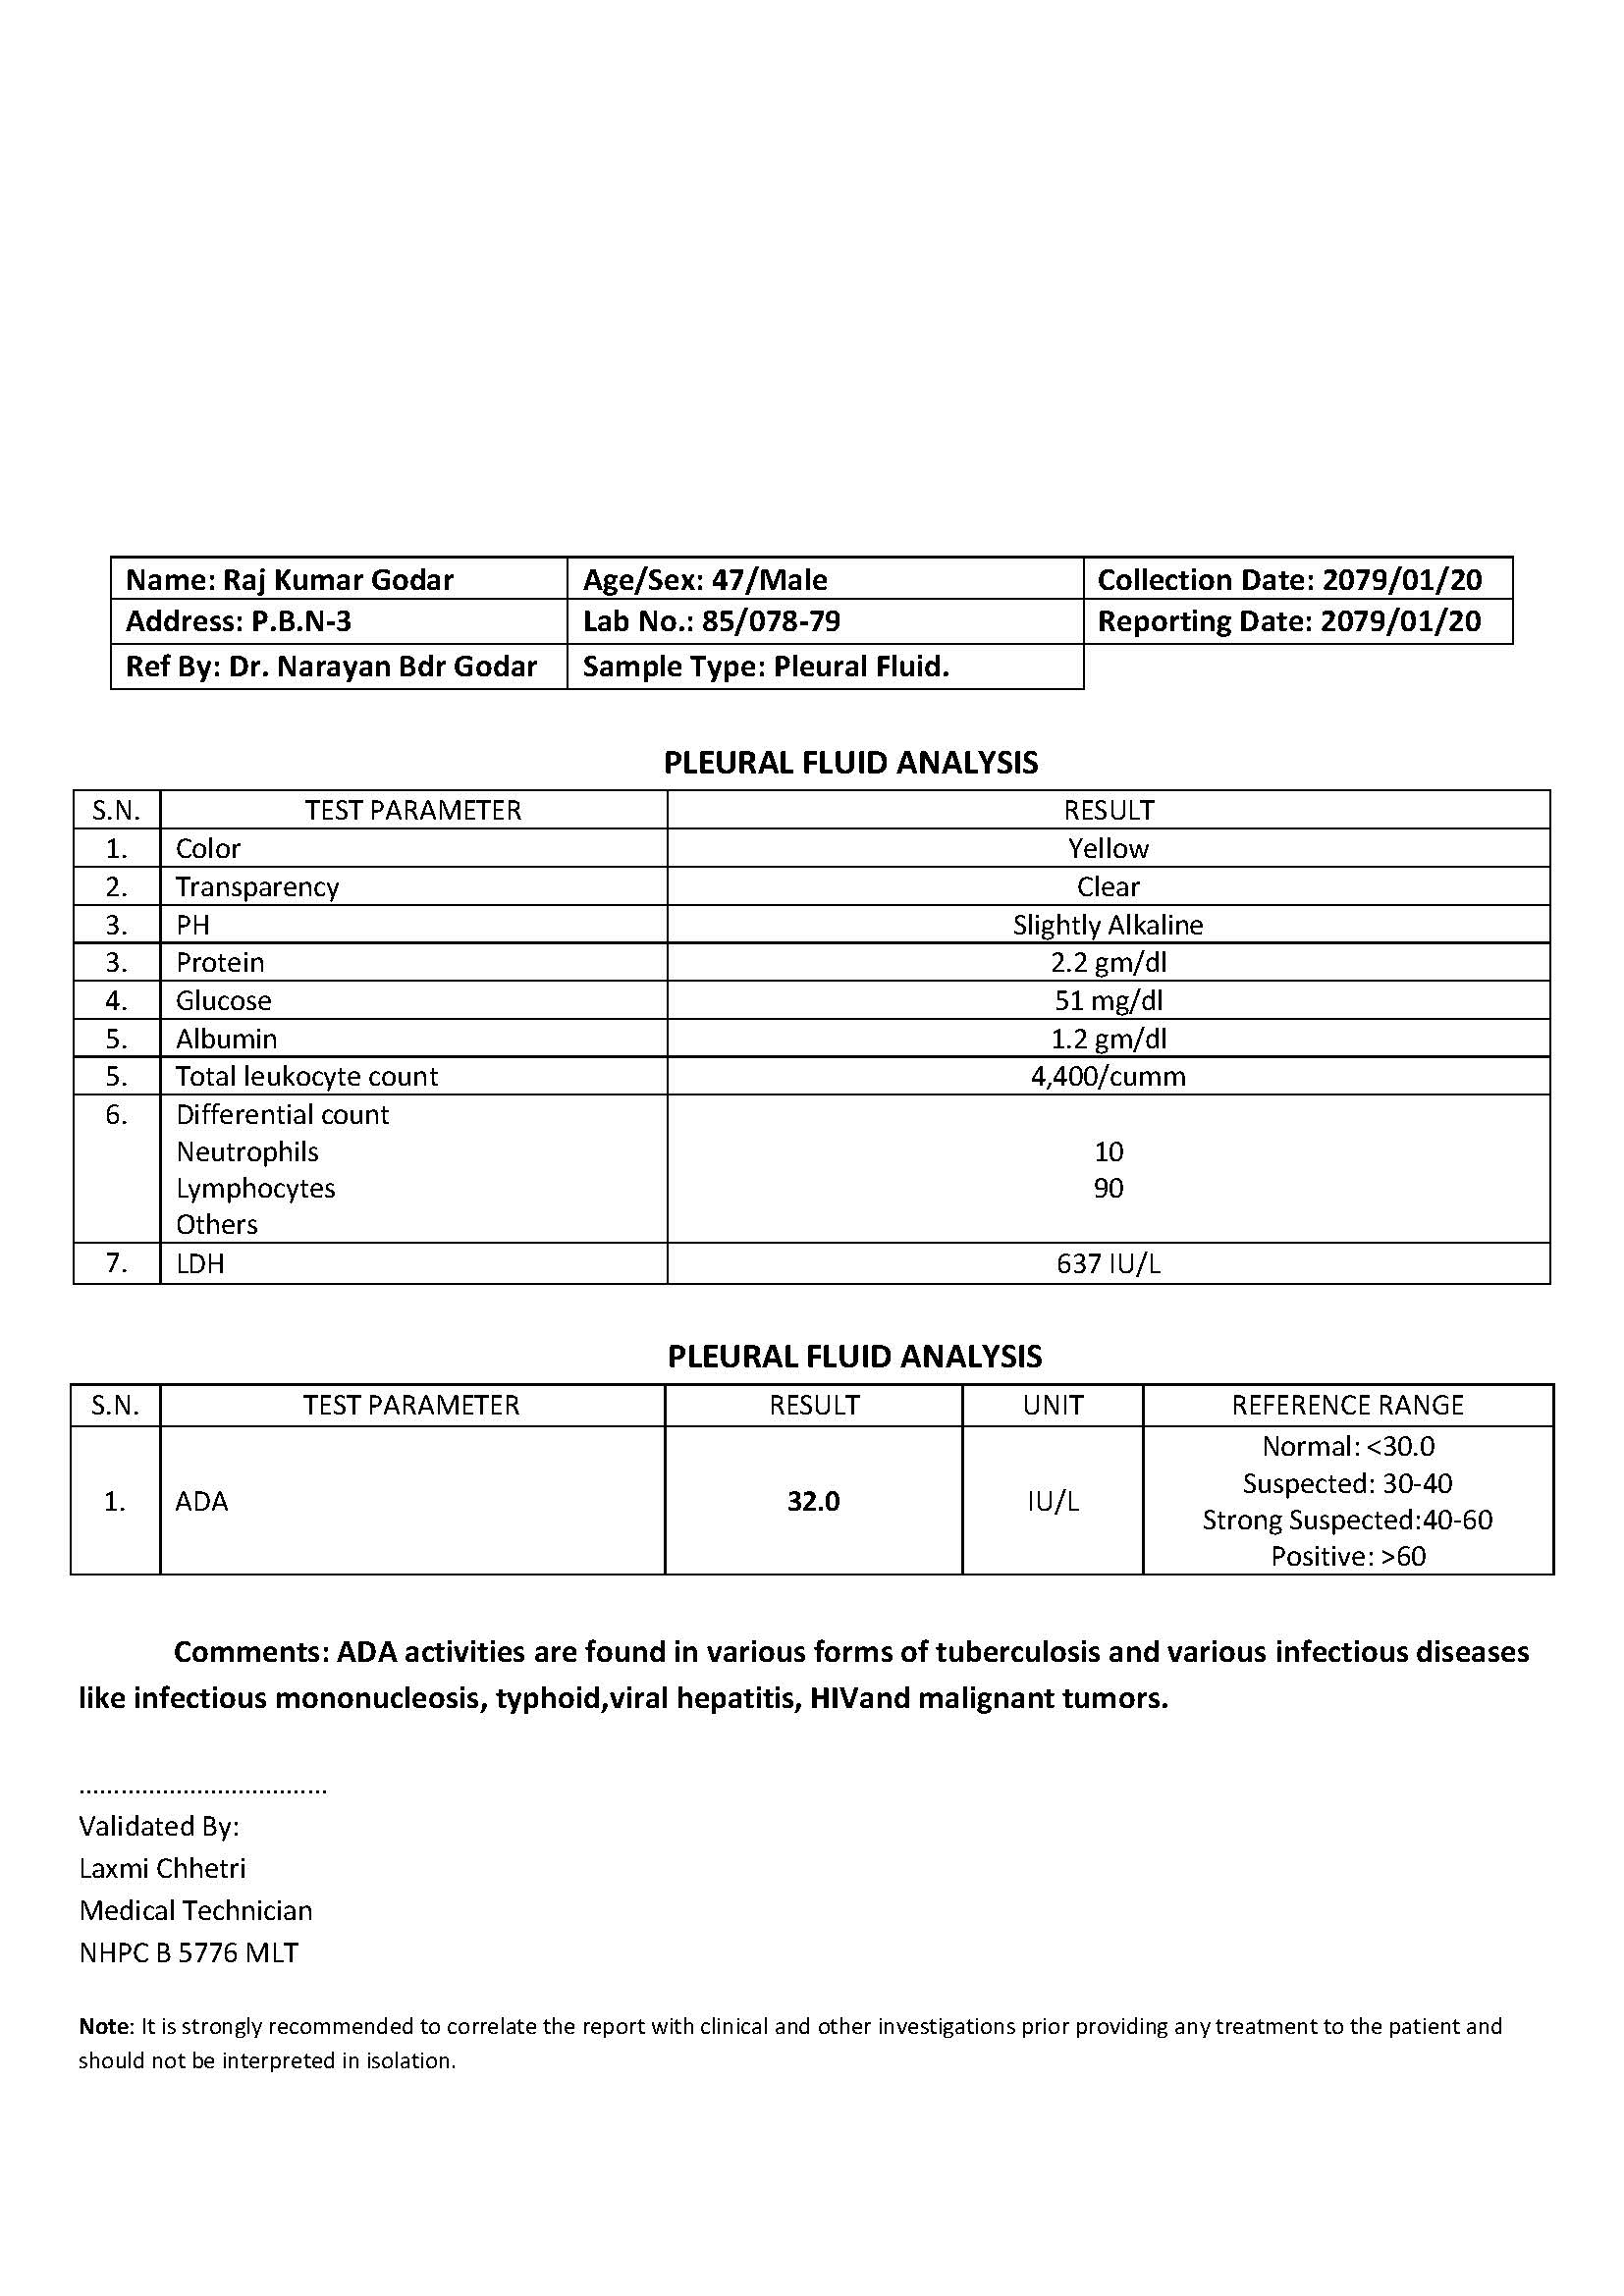 Name: Raj Kumar Godar Age/Sex: 47/Male Collection Date: 2079/01/20
Address: P.B.N-3 Lab No.: 85/078-79 Reporting Date: 2079/01/20
Ref By: Dr. Narayan Bdr Godar Sample Type: Pleural Fluid.
PLEURAL FLUID ANALYSIS
S.N. TEST PARAMETER RESULT
1. Color Yellow
2. Transparency Clear
3. PH Slightly Alkaline
3. Protein 2.2 gm/dl
4. Glucose 51 mg/dl
5. Albumin 1.2 gm/dl
5. Total leukocyte count 4,400/cumm
6. Differential count
Neutrophils 10
Lymphocytes 90
Others
7. LDH 637 IU/L
PLEURAL FLUID ANALYSIS
S.N. TEST PARAMETER RESULT UNIT REFERENCE RANGE
Normal: <30.0
Suspected: 30-40
1. ADA 32.0 IU/L
Strong Suspected:40-60
Positive: >60
Comments: ADA activities are found in various forms of tuberculosis and various infectious diseases
like infectious mononucleosis, typhoid,viral hepatitis, HIVand malignant tumors.
....................................
Validated By:
Laxmi Chhetri
Medical Technician
NHPC B 5776 MLT
Note: It is strongly recommended to correlate the report with clinical and other investigations prior providing any treatment to the patient and
should not be interpreted in isolation.